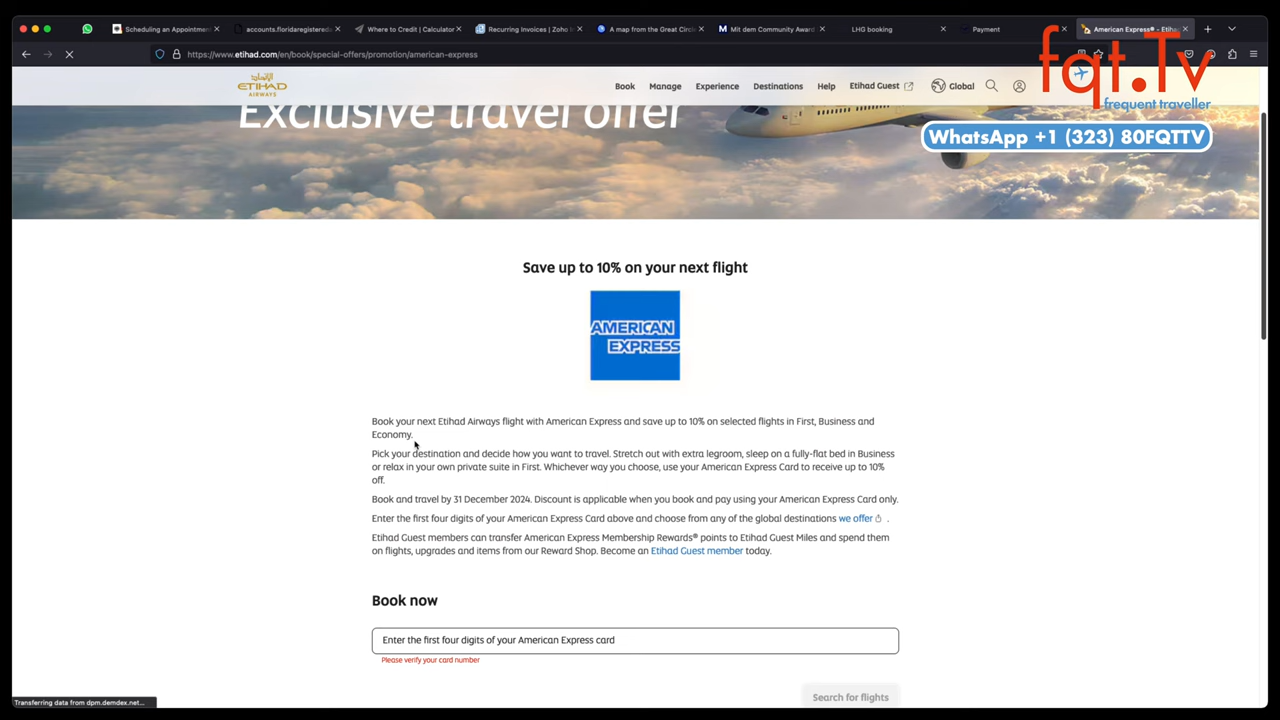 Scheduling an Appointment
accounts.floridaregistereda
Where to Credit | Calculator
Recurring Invoices | Zoho In
A map from the Great Circle
Mit dem Community Award
LHG booking
Payment
American Express® - Etiha
https://www.etihad.com/en/book/special-offers/promotion/american-express
fqt.Tv
frequent traveller
WhatsApp +1 (323) 80FQTTV
ETIHAD
AIRWAYS
Book
Manage
Experience
Destinations
Help
Etihad Guest
Global
Exclusive travel offer
Save up to 10% on your next flight
AMERICAN
EXPRESS
Book your next Etihad Airways flight with American Express and save up to 10% on selected flights in First, Business and
Economy.
Pick your destination and decide how you want to travel. Stretch out with extra legroom, sleep on a fully-flat bed in Business
or relax in your own private suite in First. Whichever way you choose, use your American Express Card to receive up to 10%
off.
Book and travel by 31 December 2024. Discount is applicable when you book and pay using your American Express Card only.
Enter the first four digits of your American Express Card above and choose from any of the global destinations we offer .
Etihad Guest members can transfer American Express Membership Rewards® points to Etihad Guest Miles and spend them
on flights, upgrades and items from our Reward Shop. Become an Etihad Guest member today.
Book now
Enter the first four digits of your American Express card
Please verify your card number
Search for flights
Transferring data from dpm.demdex.net...